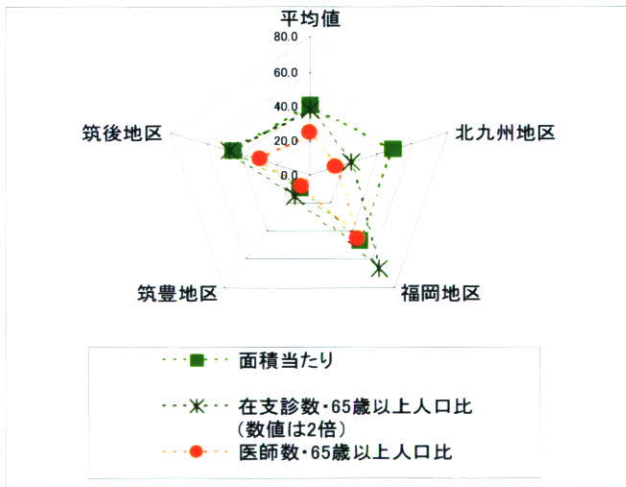 平均値
80.0
60.0
40.0
20.0
0.0
筑後地区
北九州地区
筑豊地区
福岡地区
面積当たり
在支診数・65歳以上人口比
(数値は2倍)
医師数・65歳以上人口比